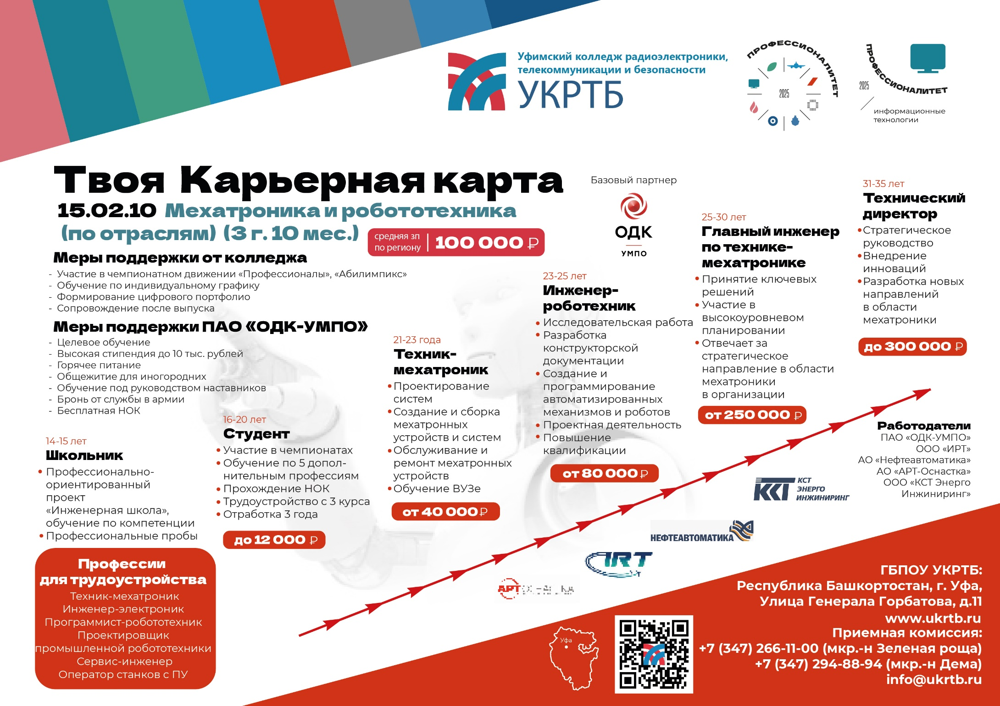 Уфимский колледж радиоэлектроники,
телекоммуникации и безопасности
УКРТБ
ПРОФЕССИОНАЛИТЕТ
2025
ПРОФЕССИОНАЛИТЕТ
2025
информационные
технологии
Твоя Карьерная карта
15.02.10 Мехатроника и робототехника
(по отраслям) (3 г. 10 мес.)
средняя зп
по региону
100 000 ₽
Базовый партнер
ОДК
УМПО
Меры поддержки от колледжа
- Участие в чемпионатном движении «Профессионалы», «Абилимпикс»
- Обучение по индивидуальному графику
- Формирование цифрового портфолио
- Сопровождение после выпуска
Меры поддержки ПАО «ОДК-УМПО»
- Целевое обучение
- Высокая стипендия до 10 тыс. рублей
- Горячее питание
- Общежитие для иногородних
- Обучение под руководством наставников
- Бронь от службы в армии
- Бесплатная НОК
14-15 лет
Школьник
• Профессионально-
ориентированный
проект
«Инженерная школа»,
обучение по компетенции
• Профессиональные пробы
16-20 лет
Студент
• Участие в чемпионатах
• Обучение по 5 допол-
нительным профессиям
• Прохождение НОК
• Трудоустройство с 3 курса
• Отработка 3 года
до 12 000 ₽
21-23 года
Техник-
мехатроник
• Проектирование
систем
• Создание и сборка
мехатронных
устройств и систем
• Обслуживание и
ремонт мехатронных
устройств
• Обучение ВУЗе
от 40 000 ₽
23-25 лет
Инженер-
роботехник
• Исследовательская работа
• Разработка
конструкторской
документации
• Создание и
программирование
автоматизированных
механизмов и роботов
• Проектная деятельность
• Повышение
квалификации
от 80 000 ₽
25-30 лет
Главный инженер
по технике-
мехатронике
• Принятие ключевых
решений
• Участие в
высокоуровневом
планировании
• Отвечает за
стратегическое
направление в области
мехатроники
в организации
от 250 000 ₽
31-35 лет
Технический
директор
• Стратегическое
руководство
• Внедрение
инноваций
• Разработка новых
направлений
в области
мехатроники
до 300 000 ₽
Работодатели
ПАО «ОДК-УМПО»
ООО «ИРТ»
АО «Нефтеавтоматика»
АО «АРТ-Оснастка»
ООО «КСТ Энерго
Инжиниринг»
ККТ
КСТ
ЭНЕРГО
ИНЖИНИРИНГ
НЕФТЕАВТОМАТИКА
IRT
АРТ
Профессии
для трудоустройства
Техник-мехатроник
Инженер-электроник
Программист-робототехник
Проектировщик
промышленной робототехники
Сервис-инженер
Оператор станков с ПУ
Уфа
ГБПОУ УКРТБ:
Республика Башкортостан, г. Уфа,
Улица Генерала Горбатова, д.11
www.ukrtb.ru
Приемная комиссия:
+7 (347) 266-11-00 (мкр.-н Зеленая роща)
+7 (347) 294-88-94 (мкр.-н Дема)
info@ukrtb.ru